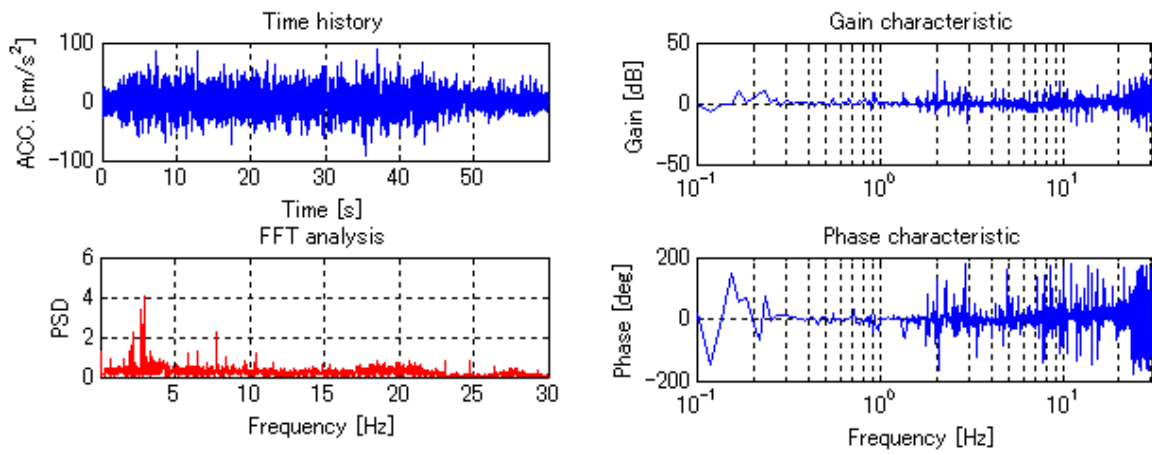 Time history
ACC. [cm/s²]
100
0
-100
0 10 20 30 40 50
Time [s]
Gain characteristic
Gain [dB]
50
0
-50
10⁻¹ 10⁰ 10¹
FFT analysis
PSD
6
4
2
0
5 10 15 20 25 30
Frequency [Hz]
Phase characteristic
Phase [deg.]
200
0
-200
10⁻¹ 10⁰ 10¹
Frequency [Hz]